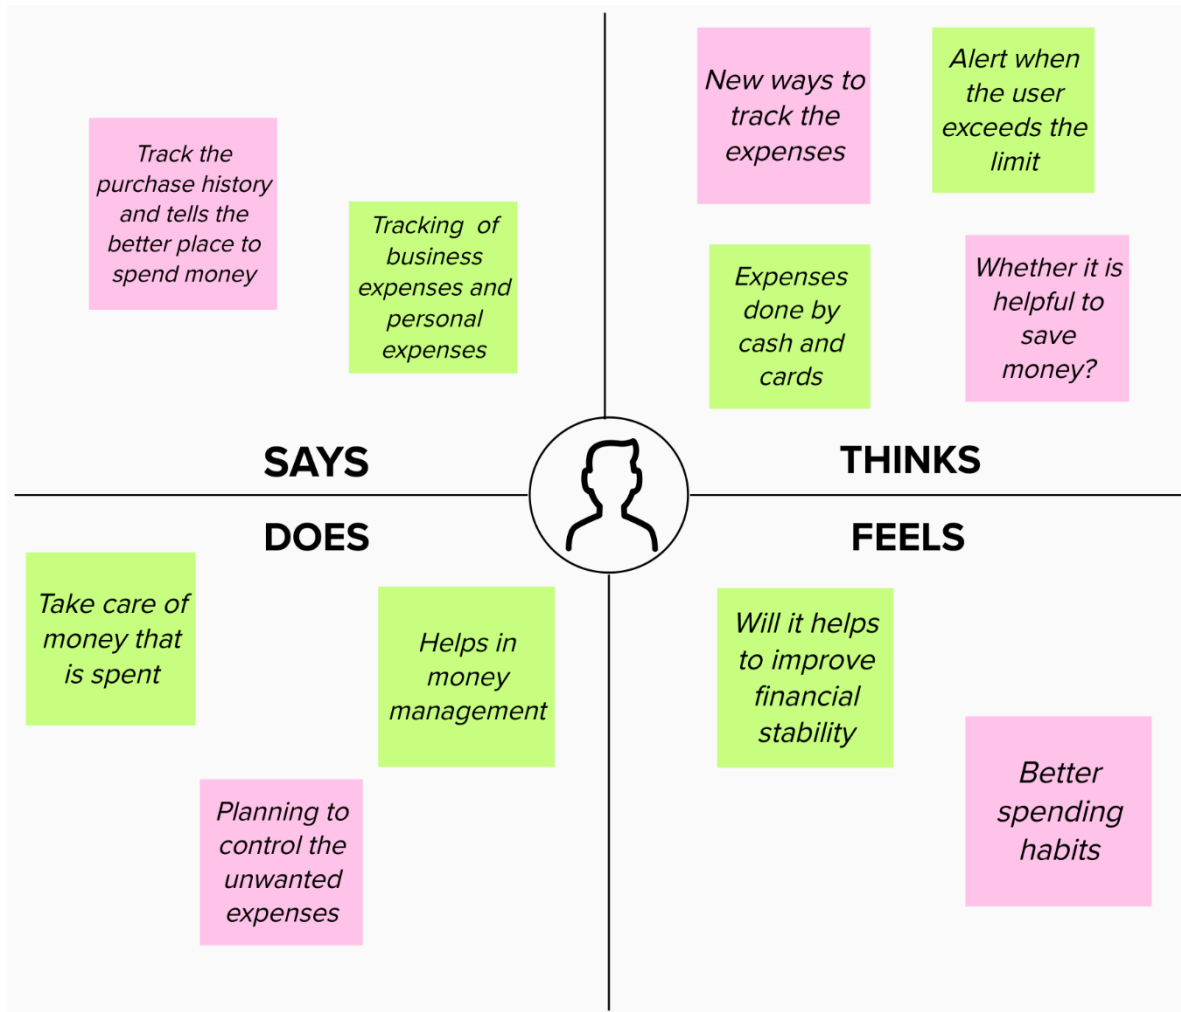 Track the
purchase history
and tells the
better place to
spend money
Tracking of
business
expenses and
personal
expenses
SAYS
New ways to
track the
expenses
Alert when
the user
exceeds the
limit
Expenses
done by
cash and
cards
Whether it is
helpful to
save
money?
THINKS
DOES
Take care of
money that
is spent
Helps in
money
management
Planning to
control the
unwanted
expenses
FEELS
Will it helps
to improve
financial
stability
Better
spending
habits